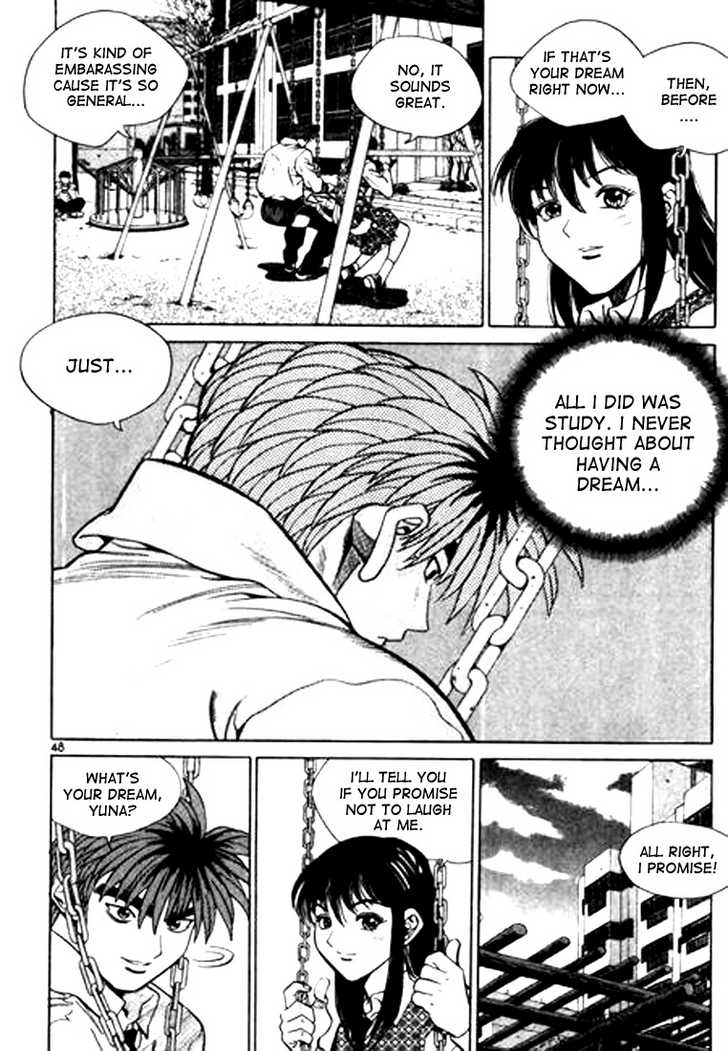 IT'S KIND OF
EMBARASSING
CAUSE IT'S SO
GENERAL...
NO, IT
SOUNDS
GREAT.
IF THAT'S
YOUR DREAM
RIGHT NOW...
THEN,
BEFORE
....
JUST...
ALL I DID WAS
STUDY. I NEVER
THOUGHT ABOUT
HAVING A
DREAM...
48
WHAT'S
YOUR DREAM,
YUNA?
I'LL TELL YOU
IF YOU PROMISE
NOT TO LAUGH
AT ME.
ALL RIGHT,
I PROMISE!